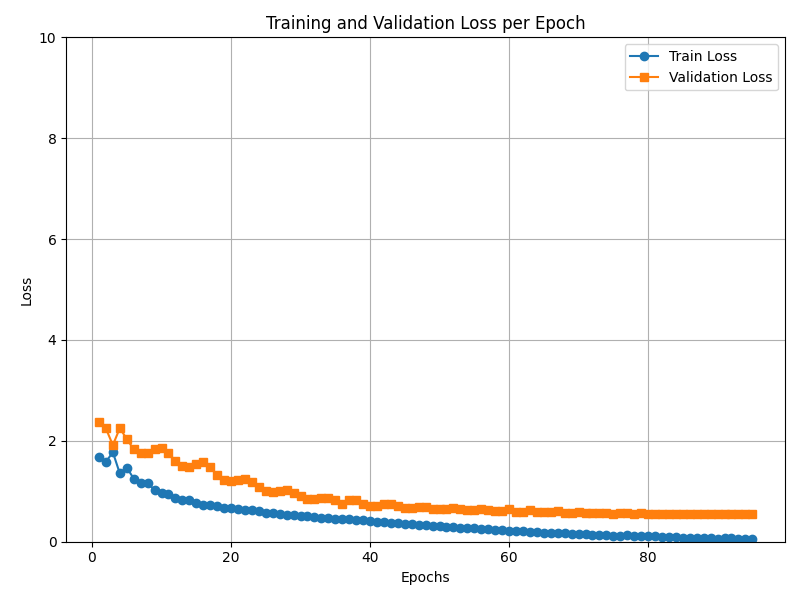 Training and Validation Loss per Epoch
Train Loss
Validation Loss
Loss
10
8
6
4
2
0
0 20 40 60 80
Epochs